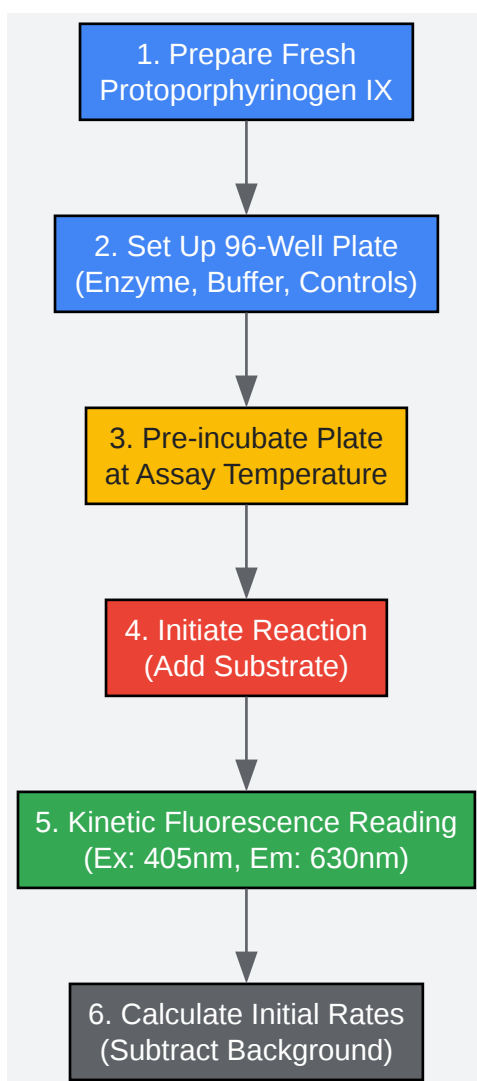 1. Prepare Fresh
Protoporphyrinogen IX
2. Set Up 96-Well Plate
(Enzyme, Buffer, Controls)
3. Pre-incubate Plate
at Assay Temperature
4. Initiate Reaction
(Add Substrate)
5. Kinetic Fluorescence Reading
(Ex: 405nm, Em: 630nm)
6. Calculate Initial Rates
(Subtract Background)